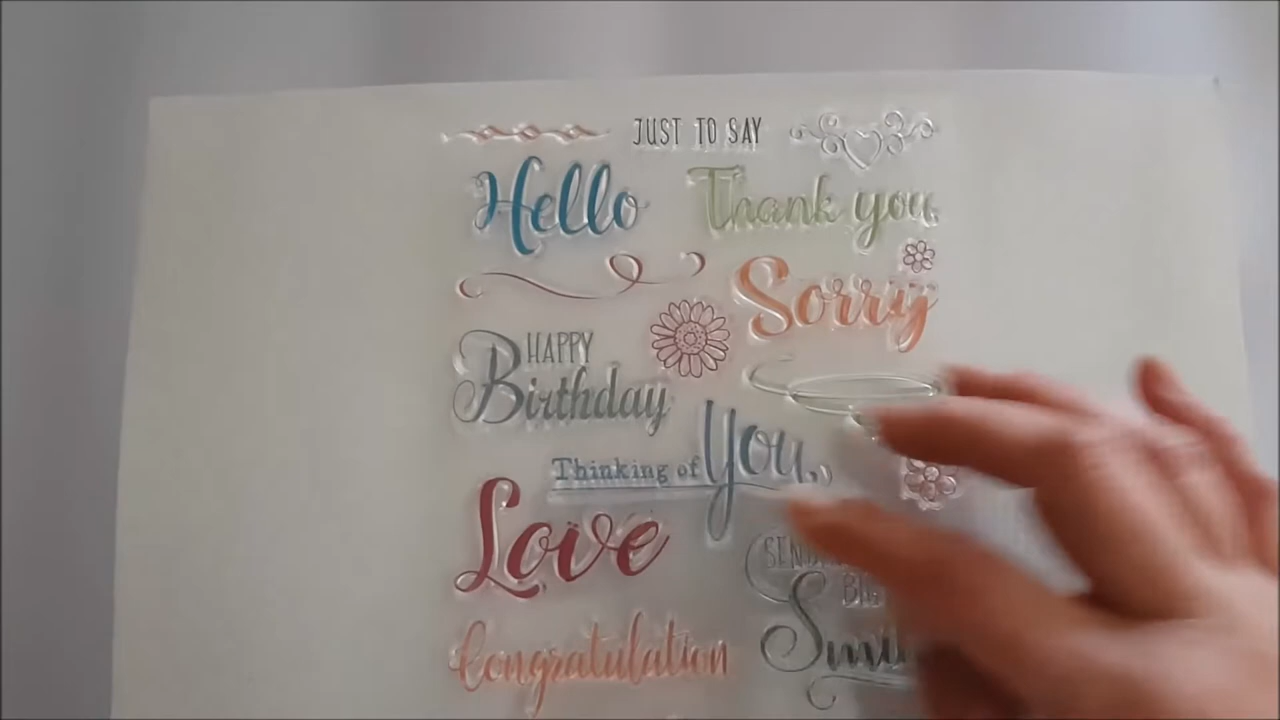 JUST TO SAY
Hello
Thank you
Sorry
HAPPY
Birthday
Thinking of You
Love
Congratulation